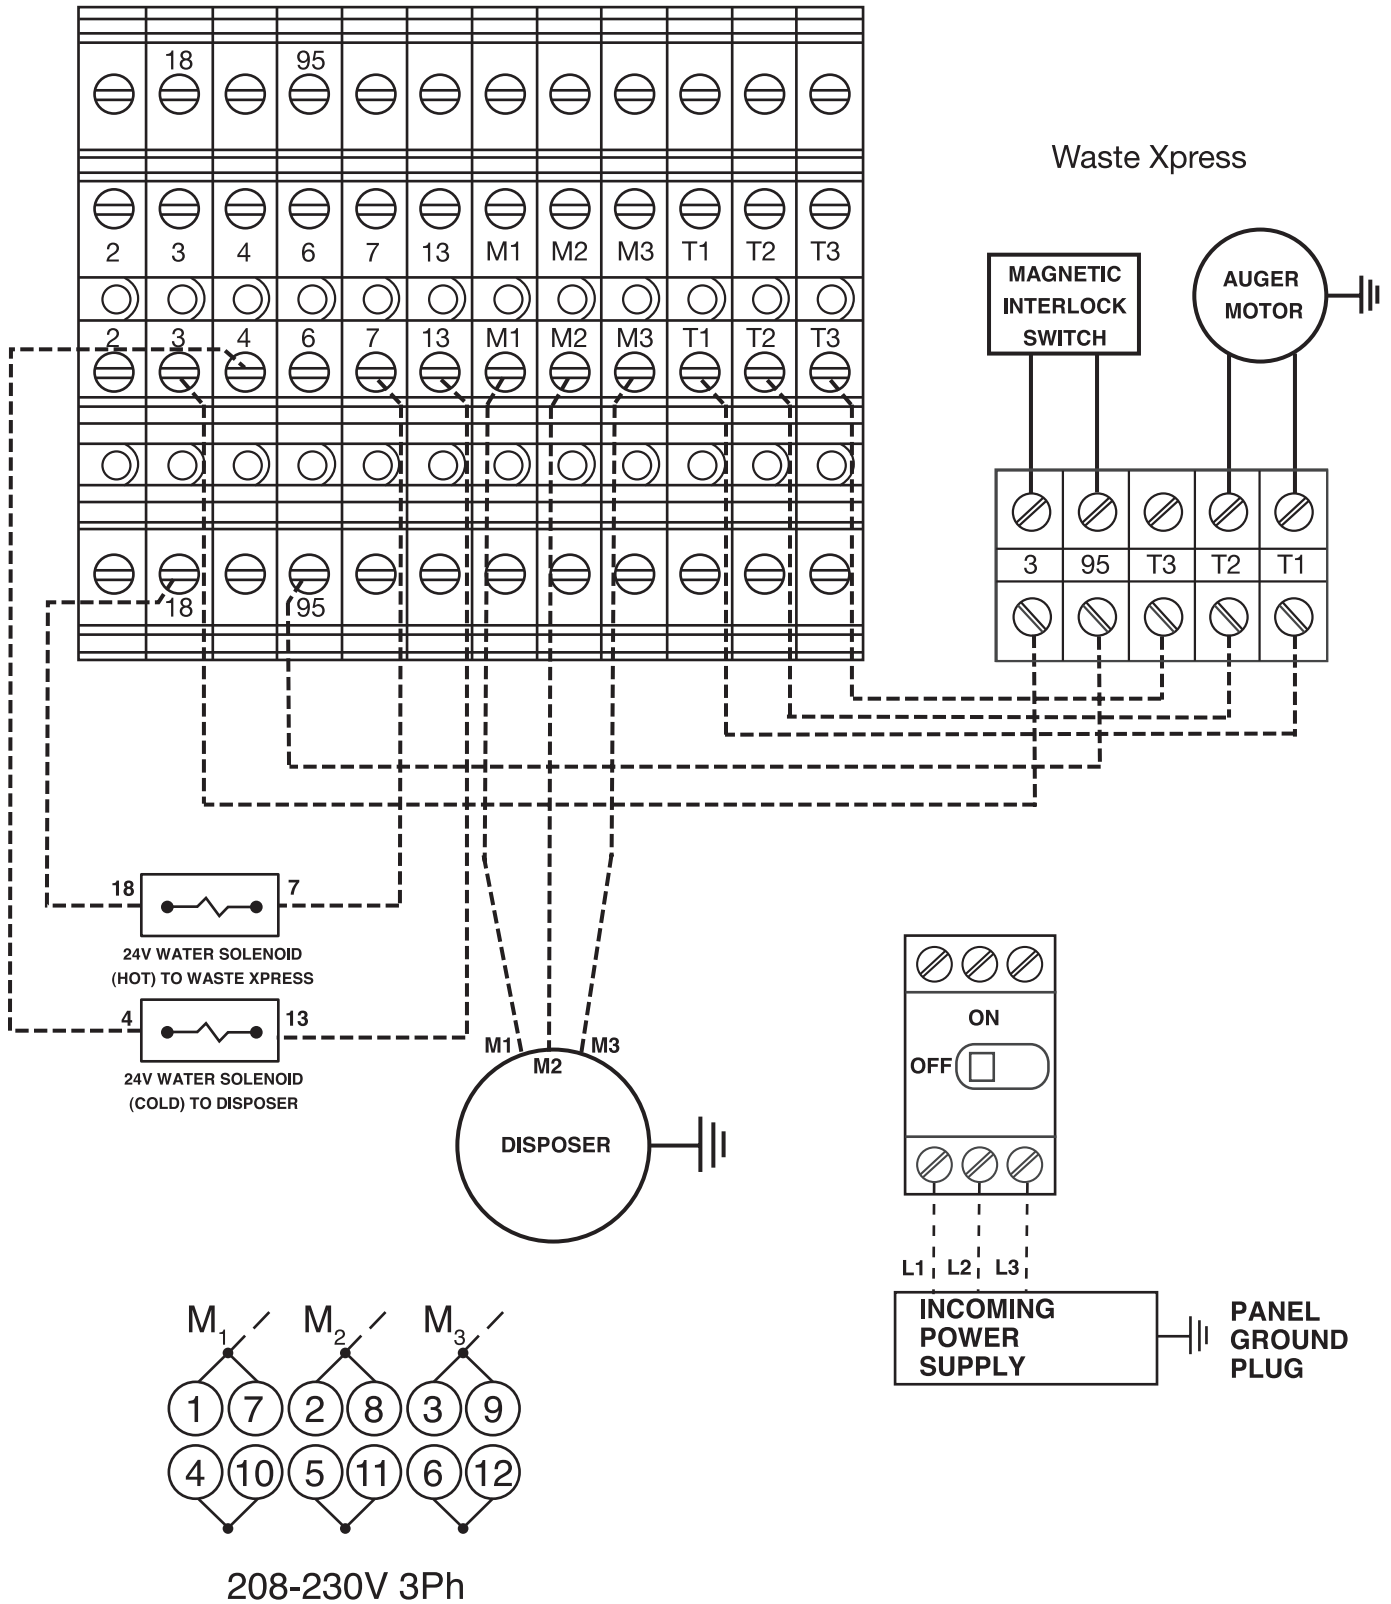 18 95
Waste Xpress
2 3 4 6 7 13 M1 M2 M3 T1 T2 T3
MAGNETIC
INTERLOCK
SWITCH
AUGER
MOTOR
2 3 4 6 7 13 M1 M2 M3 T1 T2 T3
3 95 T3 T2 T1
18 95
18 7
24V WATER SOLENOID
(HOT) TO WASTE XPRESS
4 13
24V WATER SOLENOID
(COLD) TO DISPOSER
M1 M2 M3
DISPOSER
ON
OFF
L1 L2 L3
INCOMING
POWER
SUPPLY
PANEL
GROUND
PLUG
M1 M2 M3
1 7 2 8 3 9
4 10 5 11 6 12
208-230V 3Ph